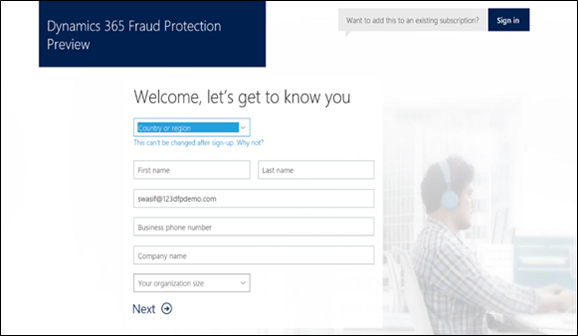 Dynamics 365 Fraud Protection
Preview
Want to add this to an existing subscription?
Sign in
Welcome, let's get to know you
Country or region
This can't be changed after sign-up. Why not?
First name
Last name
swasif@123dfpdemo.com
Business phone number
Company name
Your organization size
Next